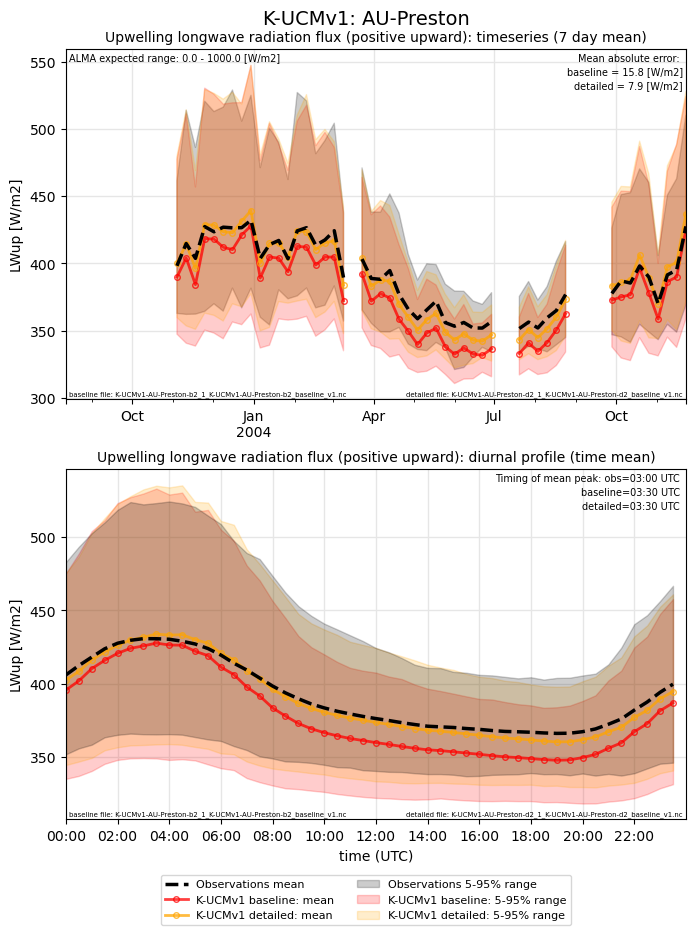 K-UCMv1: AU-Preston
Upwelling longwave radiation flux (positive upward): timeseries (7 day mean)
ALMA expected range: 0.0 - 1000.0 [W/m2]
Mean absolute error:
baseline = 15.8 [W/m2]
detailed = 7.9 [W/m2]
550
500
450
400
350
300
LWup [W/m2]
baseline file: K-UCMv1-AU-Preston-b2_1_K-UCMv1-AU-Preston-b2_baseline_v1.nc
detailed file: K-UCMv1-AU-Preston-d2_1_K-UCMv1-AU-Preston-d2_baseline_v1.nc
Oct Jan Apr Jul Oct
2004
Upwelling longwave radiation flux (positive upward): diurnal profile (time mean)
Timing of mean peak: obs=03:00 UTC
baseline=03:30 UTC
detailed=03:30 UTC
500
450
400
350
LWup [W/m2]
baseline file: K-UCMv1-AU-Preston-b2_1_K-UCMv1-AU-Preston-b2_baseline_v1.nc
detailed file: K-UCMv1-AU-Preston-d2_1_K-UCMv1-AU-Preston-d2_baseline_v1.nc
00:00 02:00 04:00 06:00 08:00 10:00 12:00 14:00 16:00 18:00 20:00 22:00
time (UTC)
Observations mean
K-UCMv1 baseline: mean
K-UCMv1 detailed: mean
Observations 5-95% range
K-UCMv1 baseline: 5-95% range
K-UCMv1 detailed: 5-95% range